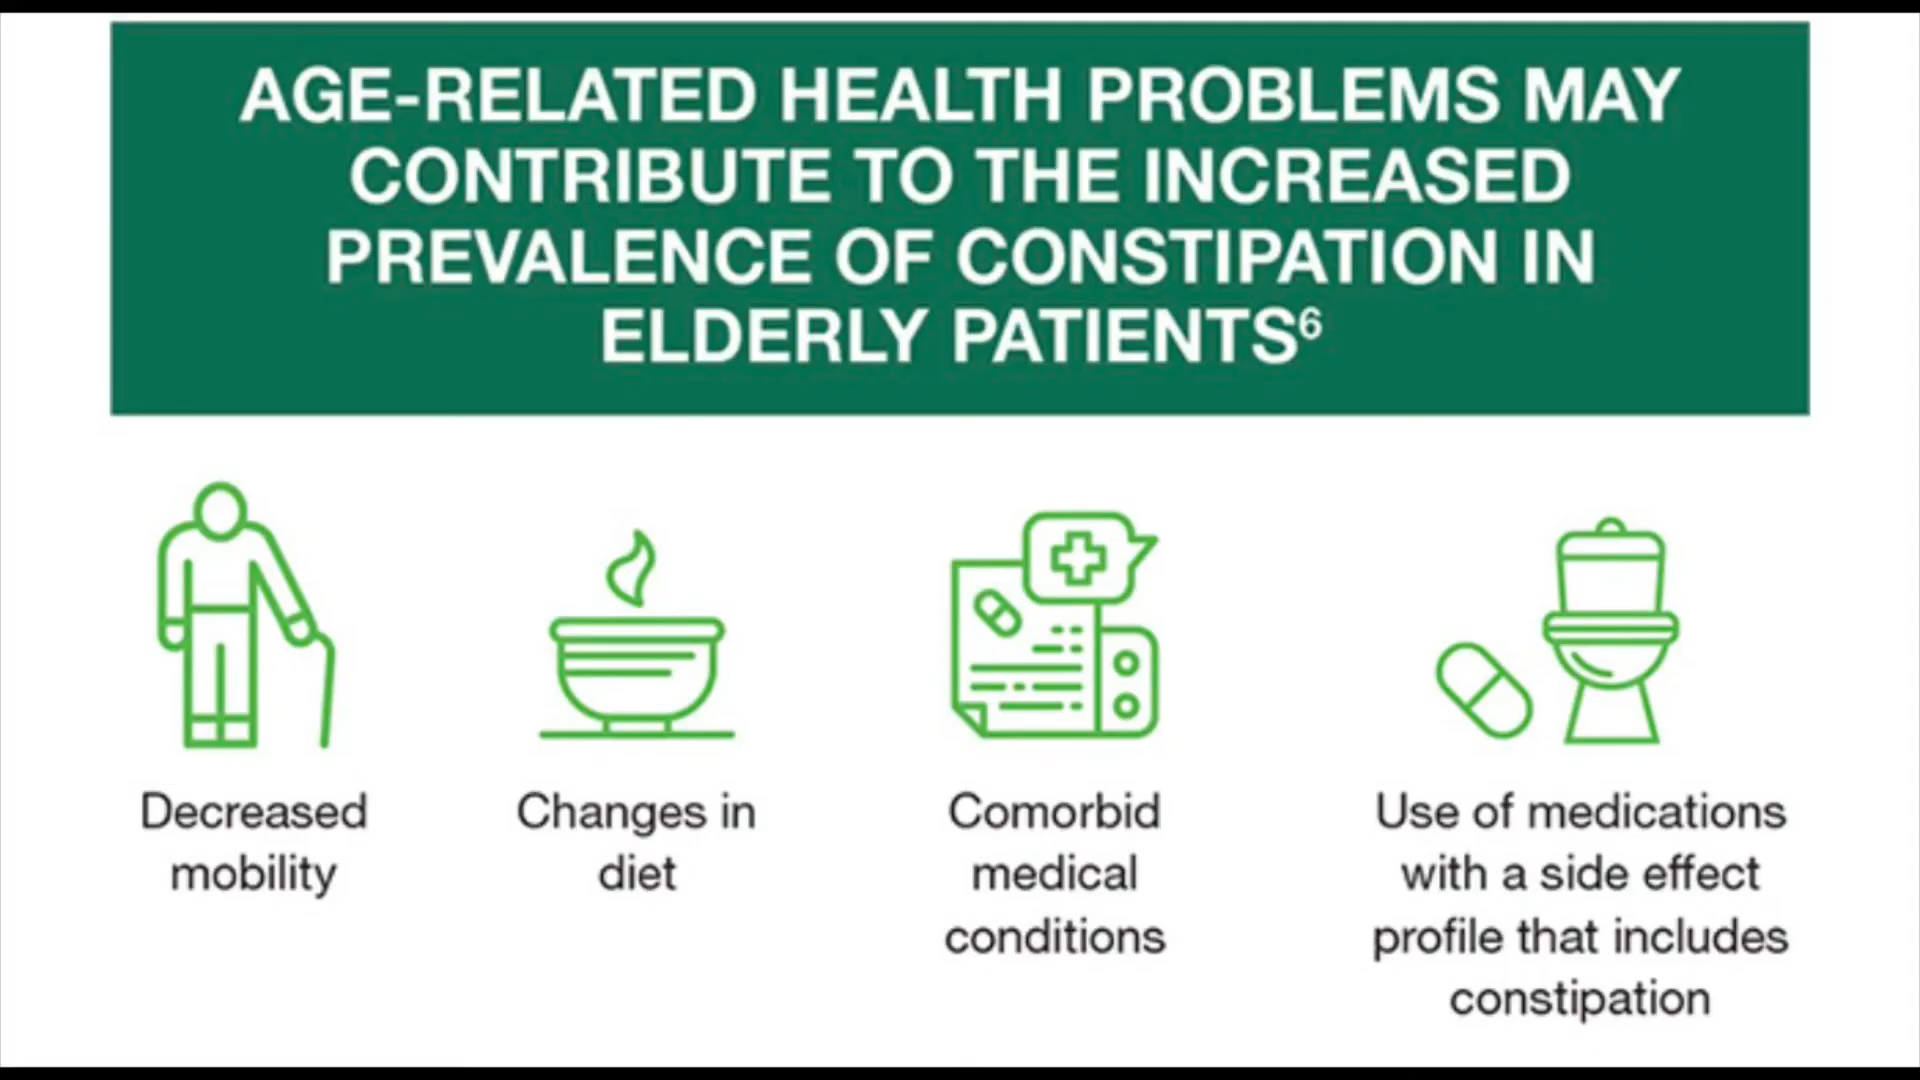 AGE-RELATED HEALTH PROBLEMS MAY
CONTRIBUTE TO THE INCREASED
PREVALENCE OF CONSTIPATION IN
ELDERLY PATIENTS⁶
Decreased
mobility
Changes in
diet
Comorbid
medical
conditions
Use of medications
with a side effect
profile that includes
constipation